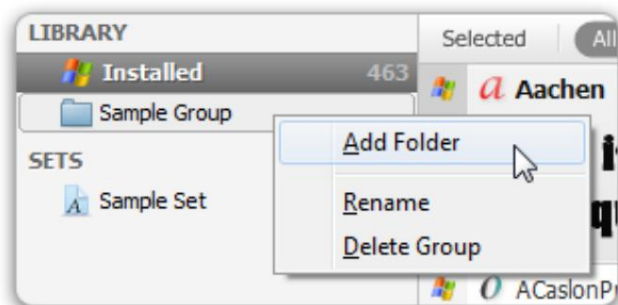 LIBRARY
Installed 463
Sample Group
SETS
Sample Set
Selected All
Aachen
Add Folder
Rename
Delete Group
ACaslonPr